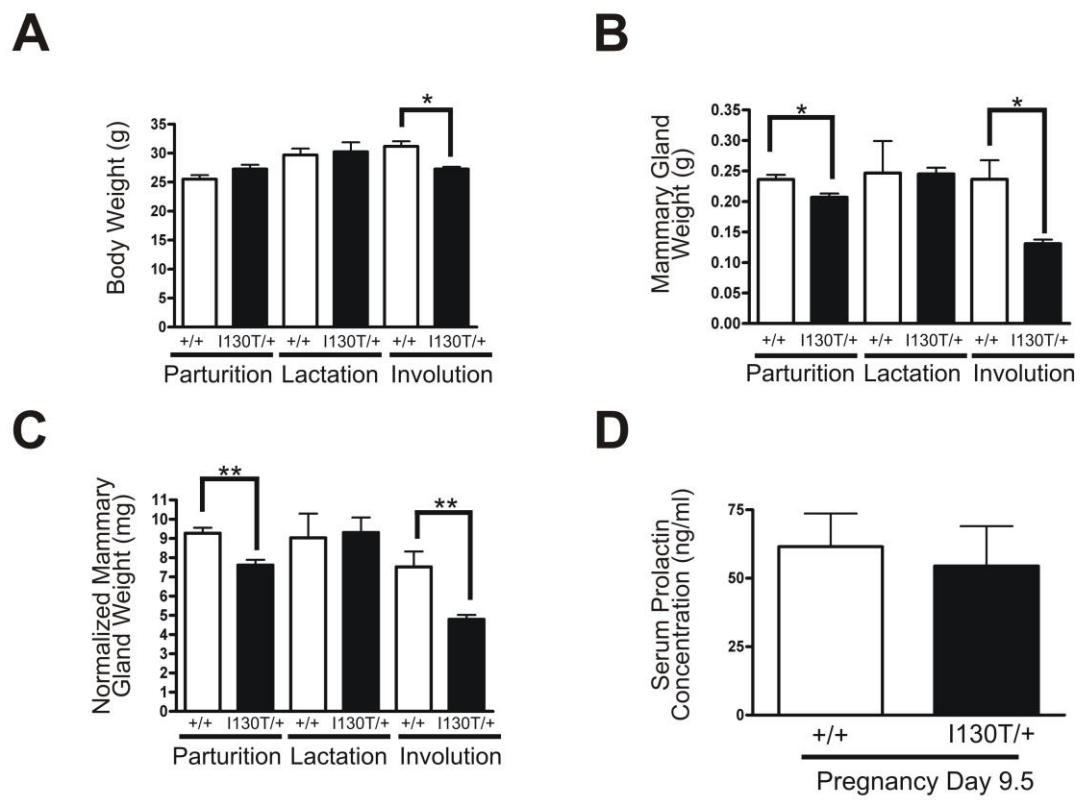 A
Body Weight (g)
35
30
25
20
15
10
5
0
*
+/+ I130T/+ +/+ I130T/+ +/+ I130T/+
Parturition Lactation Involution
B
Mammary Gland
Weight (g)
0.35
0.30
0.25
0.20
0.15
0.10
0.05
0.00
* *
+/+ I130T/+ +/+ I130T/+ +/+ I130T/+
Parturition Lactation Involution
C
Normalized Mammary
Gland Weight (mg)
11
10
9
8
7
6
5
4
3
2
1
0
** **
+/+ I130T/+ +/+ I130T/+ +/+ I130T/+
Parturition Lactation Involution
D
Serum Prolactin
Concentration (ng/ml)
75
50
25
0
+/+ I130T/+
Pregnancy Day 9.5